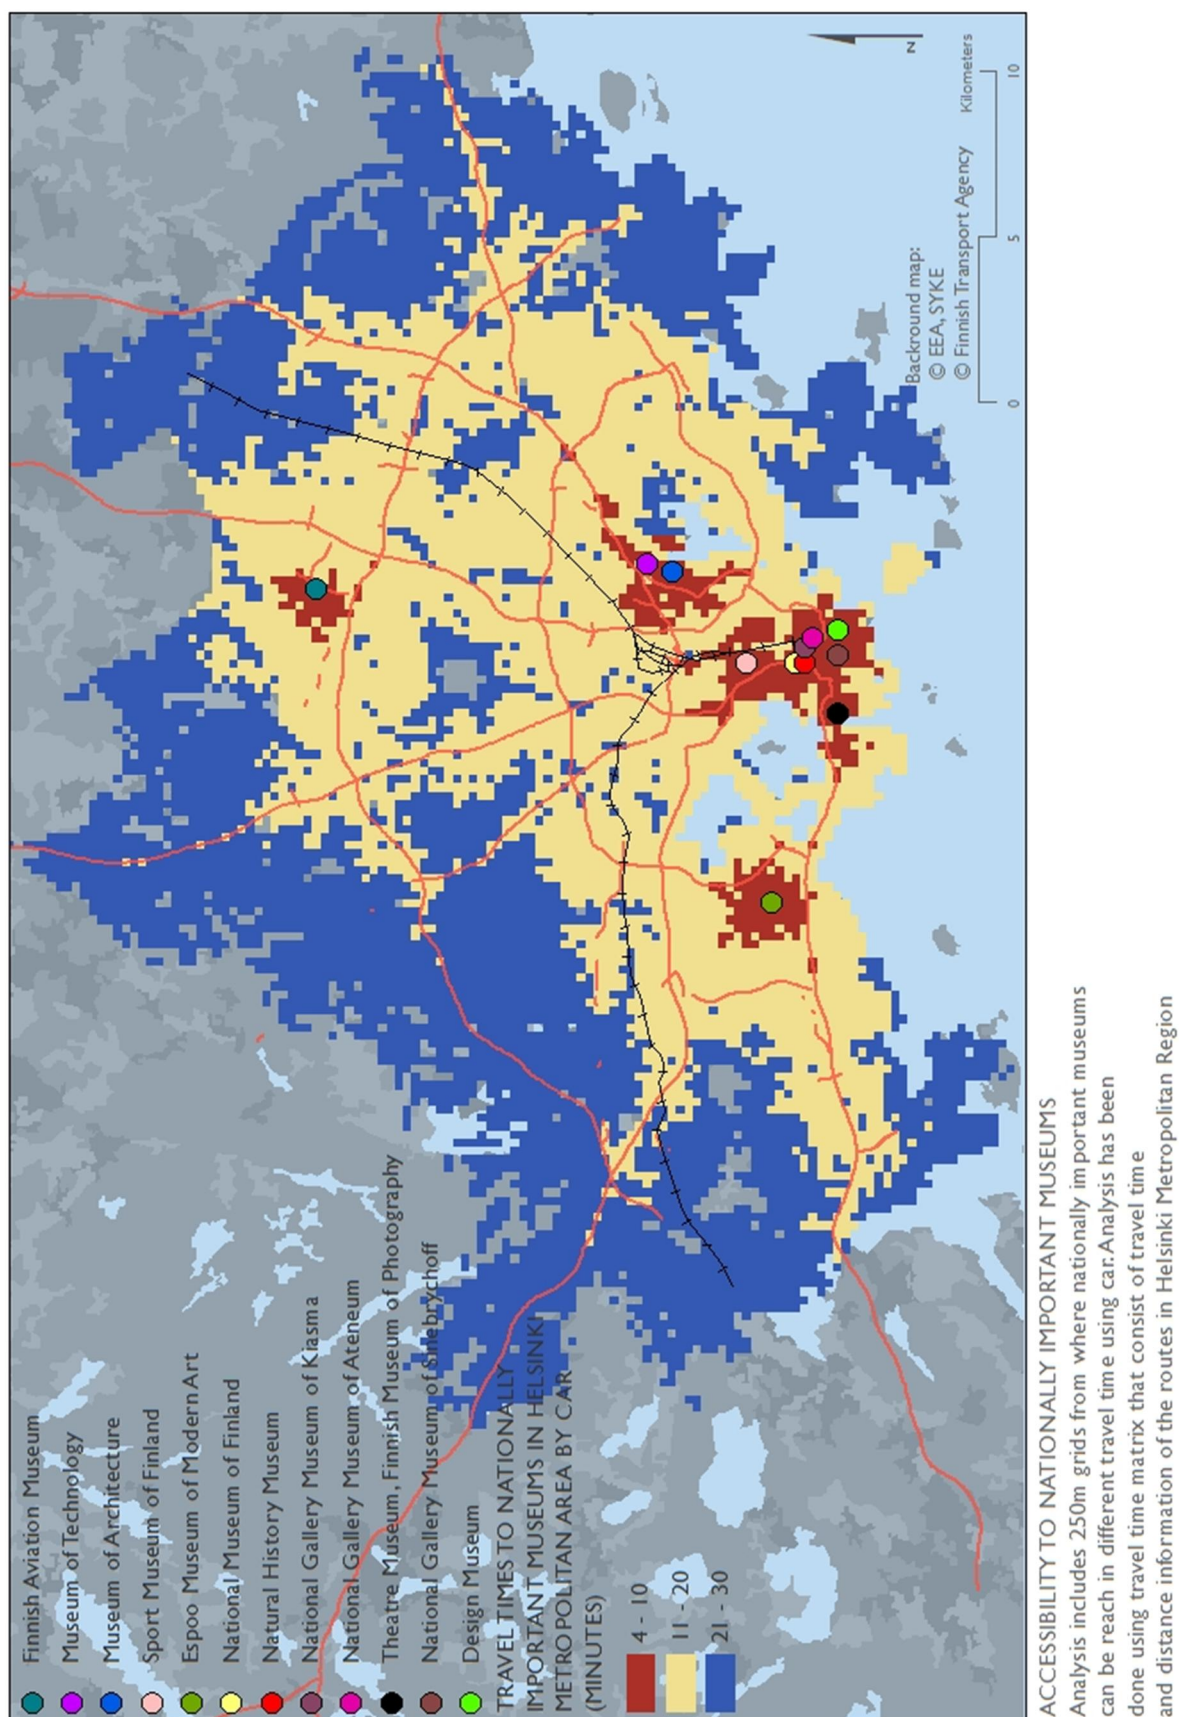 Finnish Aviation Museum
Museum of Technology
Museum of Architecture
Sport Museum of Finland
Espoo Museum of Modern Art
National Museum of Finland
Natural History Museum
National Gallery Museum of Kiasma
National Gallery Museum of Ateneum
Theatre Museum, Finnish Museum of Photography
National Gallery Museum of Sinebrychoff
Design Museum
TRAVEL TIMES TO NATIONALLY
IMPORTANT MUSEUMS IN HELSINKI
METROPOLITAN AREA BY CAR
(MINUTES)
4 - 10
11 - 20
21 - 30
N
Backround map:
© EEA, SYKE
© Finnish Transport Agency
Kilometers
0 5 10
ACCESSIBILITY TO NATIONALLY IMPORTANT MUSEUMS
Analysis includes 250m grids from where nationally important museums
can be reach in different travel time using car. Analysis has been
done using travel time matrix that consist of travel time
and distance information of the routes in Helsinki Metropolitan Region